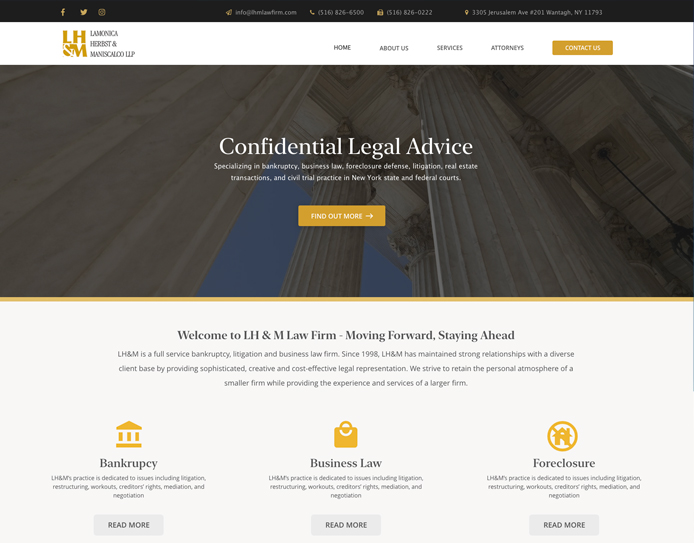 info@lhmlawfirm.com (516) 826-6500 (516) 826-0222 3305 Jerusalem Ave #201 Wantagh, NY 11793
LH&M
LAMONICA
HERBST &
MANISCALCO LLP
HOME ABOUT US SERVICES ATTORNEYS CONTACT US
Confidential Legal Advice
Specializing in bankruptcy, business law, foreclosure defense, litigation, real estate
transactions, and civil trial practice in New York state and federal courts.
FIND OUT MORE →
Welcome to LH & M Law Firm - Moving Forward, Staying Ahead
LH&M is a full service bankruptcy, litigation and business law firm. Since 1998, LH&M has maintained strong relationships with a diverse
client base by providing sophisticated, creative and cost-effective legal representation. We strive to retain the personal atmosphere of a
smaller firm while providing the experience and services of a larger firm.
Bankrupcy
LH&M's practice is dedicated to issues including litigation,
restructuring, workouts, creditors' rights, mediation, and
negotiation
READ MORE
Business Law
LH&M's practice is dedicated to issues including litigation,
restructuring, workouts, creditors' rights, mediation, and
negotiation
READ MORE
Foreclosure
LH&M's practice is dedicated to issues including litigation,
restructuring, workouts, creditors' rights, mediation, and
negotiation
READ MORE